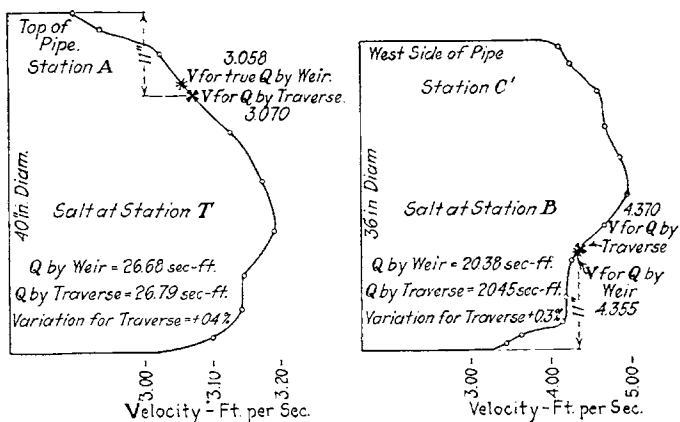 Top of
Pipe.
Station A
11"
3.058
V for true Q by Weir.
V for Q by Traverse.
3.070
40" In. Diam.
Salt at Station T
Q by Weir = 26.68 sec-ft.
Q by Traverse = 26.79 sec-ft.
Variation for Traverse = +04%
3.00
3.10
3.20
Velocity - Ft. per Sec.
West Side of Pipe
Station C'
36 in Diam.
Salt at Station B
4.370
V for Q by
Traverse
Q by Weir = 20.38 sec-ft.
Q by Traverse = 2045 sec-ft.
Variation for Traverse +0.3%
V for Q by
Weir
4.355
11"
3.00
4.00
5.00
Velocity - Ft. per Sec.